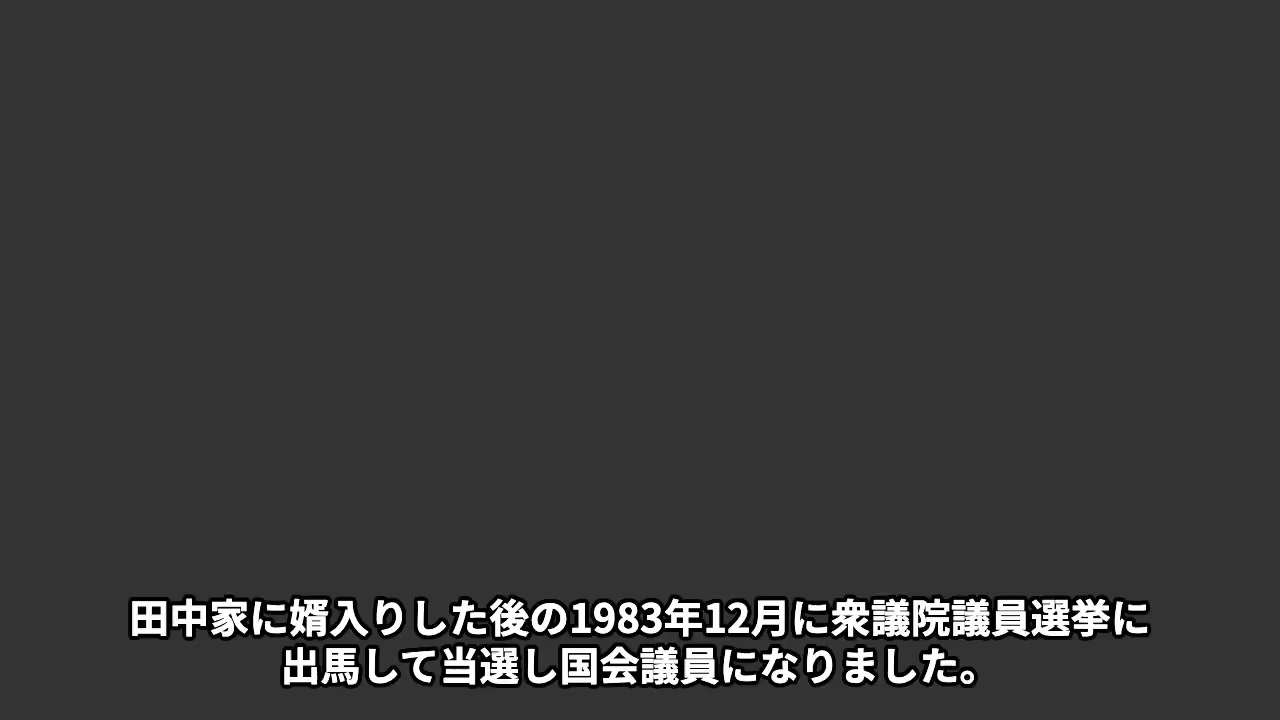 田中家に婿入りした後の1983年12月に衆議院議員選挙に
出馬して当選し国会議員になりました。